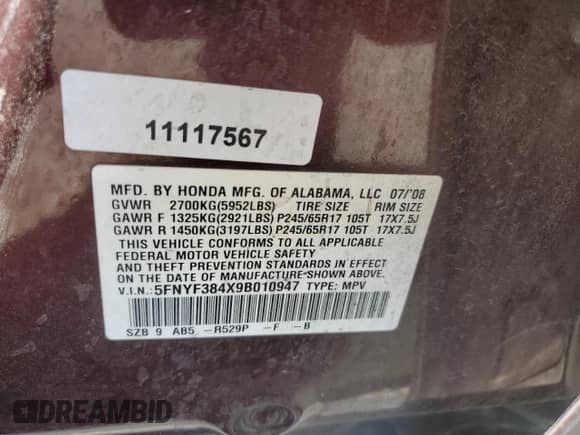 11117567
MFD. BY HONDA MFG. OF ALABAMA, LLC 07/'08
GVWR 2700KG(5952LBS) TIRE SIZE RIM SIZE
GAWR F 1325KG(2921LBS) P245/65R17 105T 17X7.5J
GAWR R 1450KG(3197LBS) P245/65R17 105T 17X7.5J
THIS VEHICLE CONFORMS TO ALL APPLICABLE
FEDERAL MOTOR VEHICLE SAFETY
AND THEFT PREVENTION STANDARDS IN EFFECT
ON THE DATE OF MANUFACTURE SHOWN ABOVE.
V.I.N.: 5FNYF384X9B010947 TYPE: MPV
SZB 9 AB5 -R529P -F -B
DREAMBID